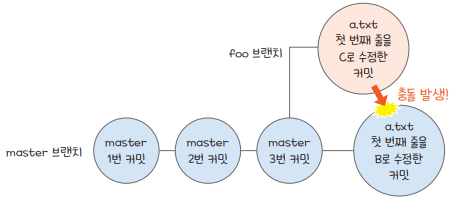 a.txt
첫 번째 줄을
C로 수정한
커밋
foo 브랜치
충돌 발생!
master 브랜치
master
1번 커밋
master
2번 커밋
master
3번 커밋
a.txt
첫 번째 줄을
B로 수정한
커밋